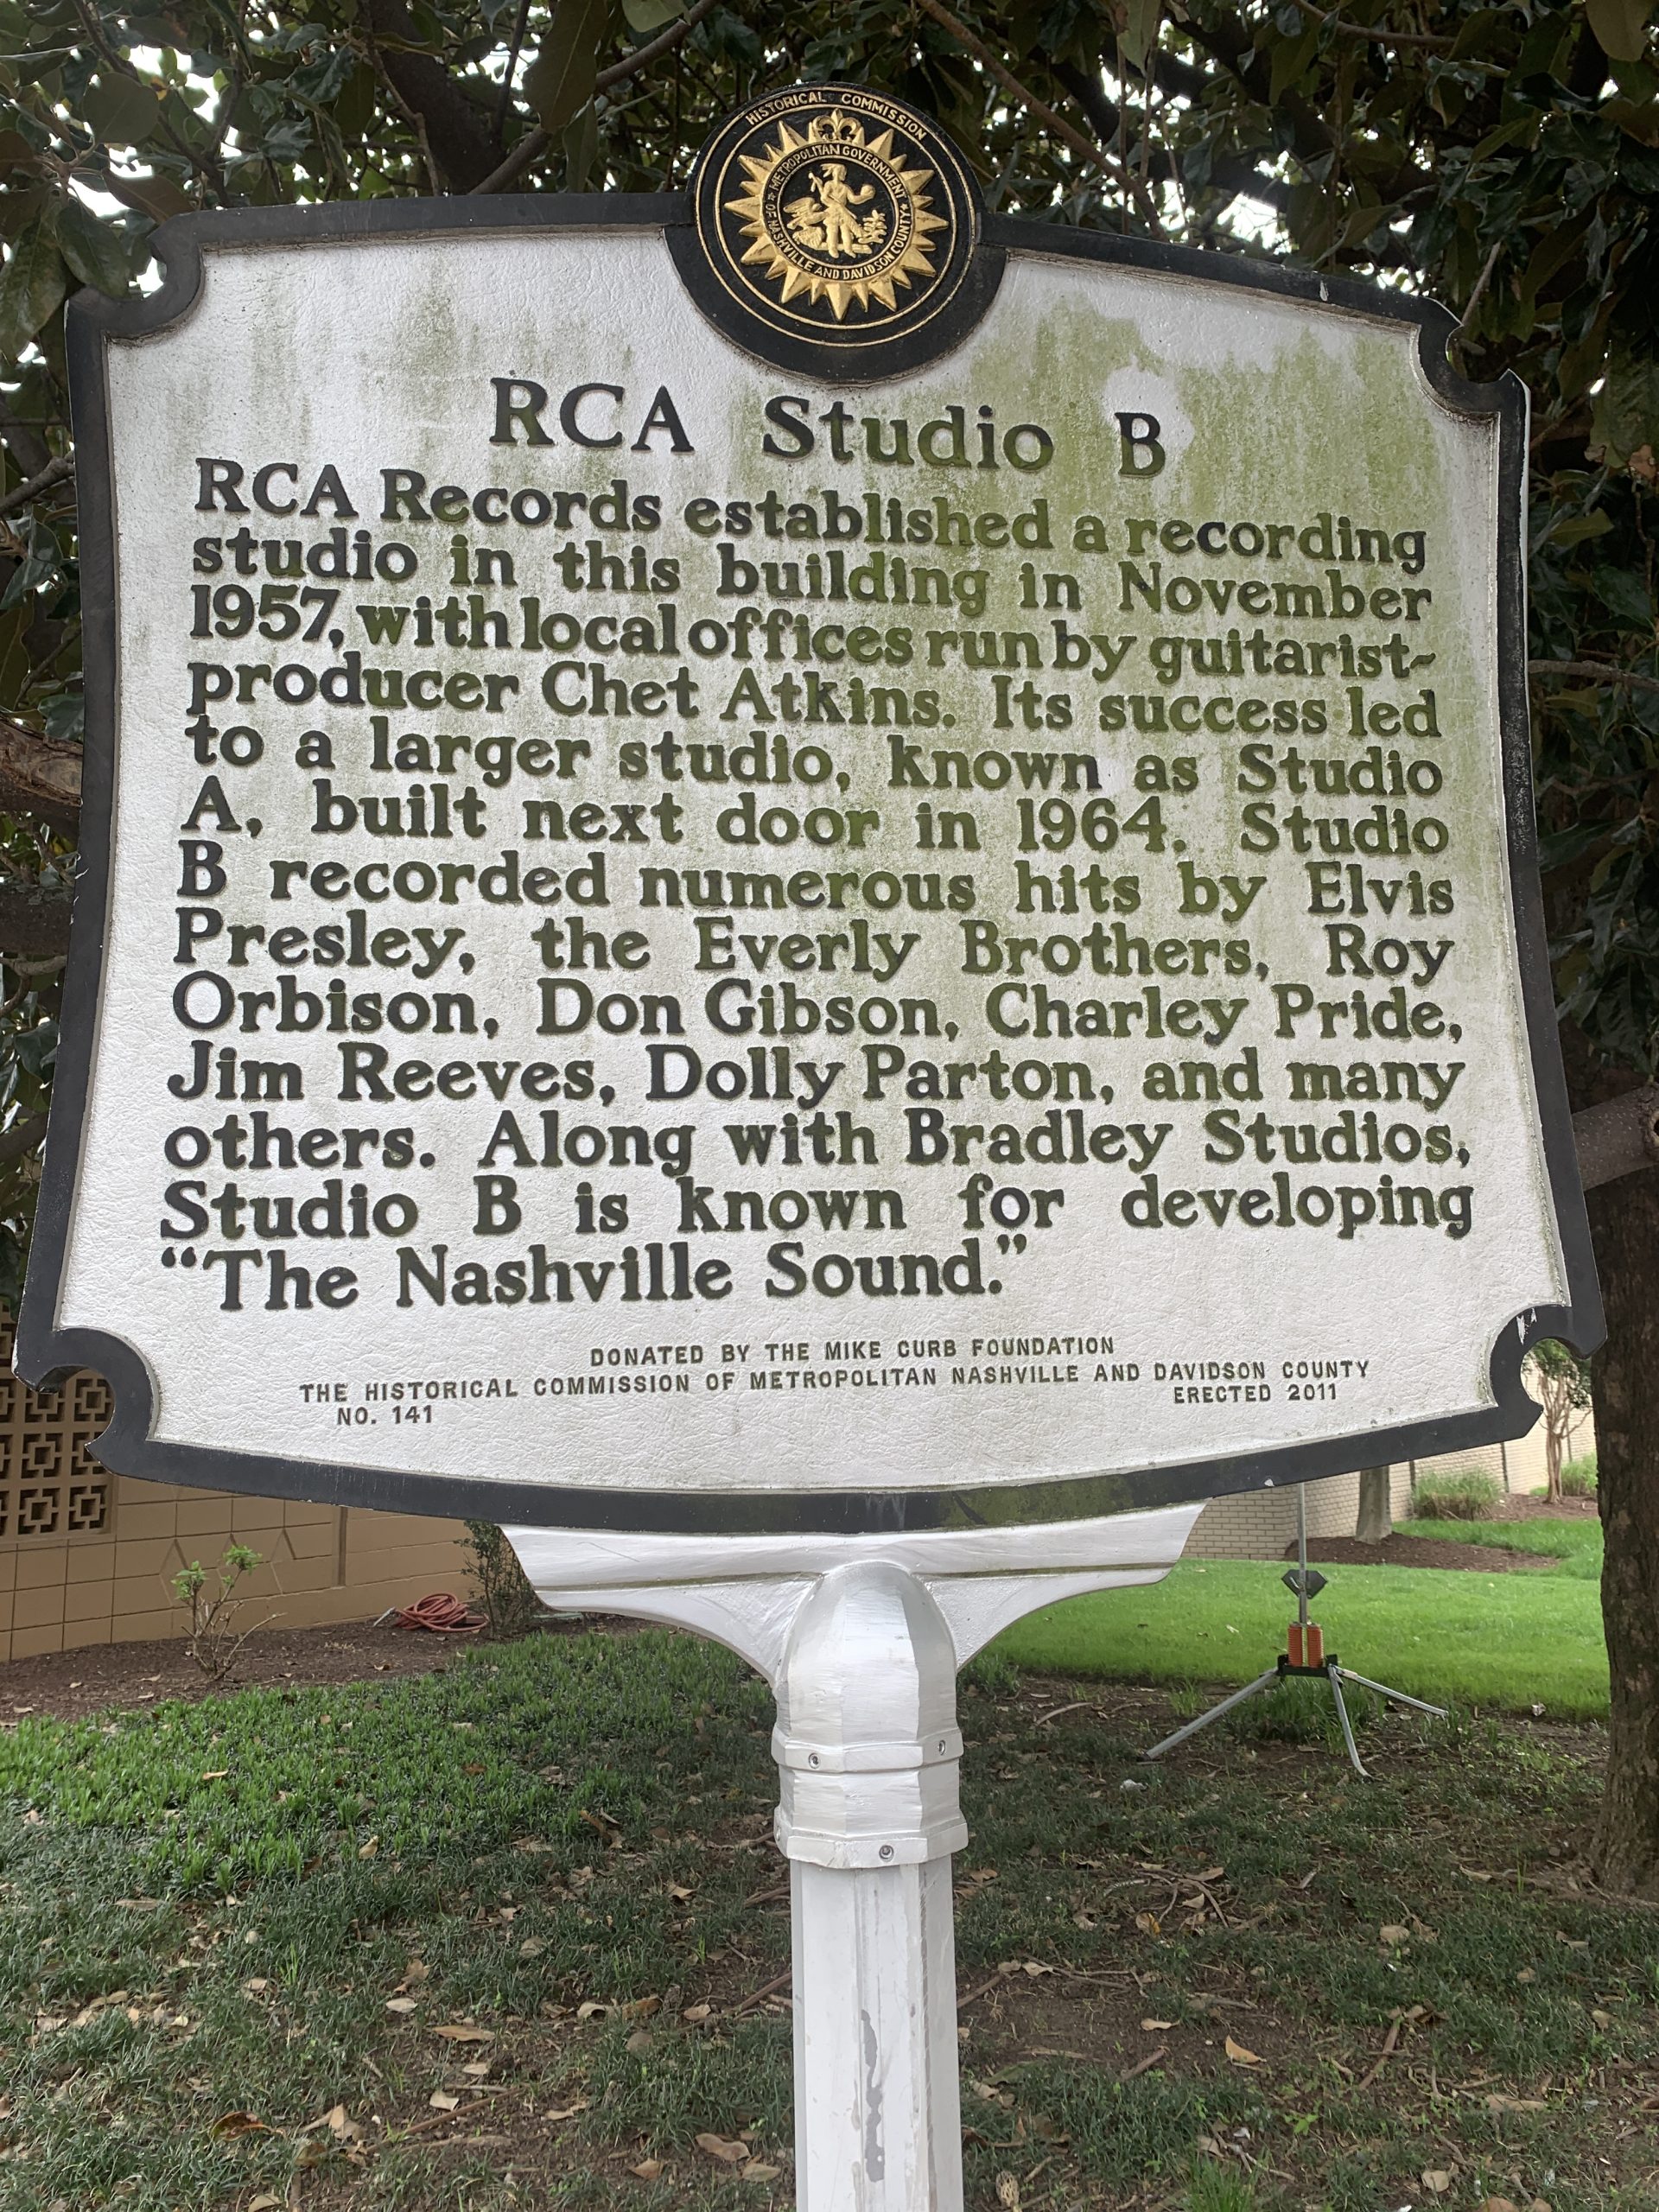 HISTORICAL COMMISSION
METROPOLITAN GOVERNMENT
OF NASHVILLE AND DAVIDSON COUNTY
RCA Studio B
RCA Records established a recording
studio in this building in November
1957, with local offices run by guitarist-
producer Chet Atkins. Its success led
to a larger studio, known as Studio
A, built next door in 1964. Studio
B recorded numerous hits by Elvis
Presley, the Everly Brothers, Roy
Orbison, Don Gibson, Charley Pride,
Jim Reeves, Dolly Parton, and many
others. Along with Bradley Studios,
Studio B is known for developing
“The Nashville Sound.”
DONATED BY THE MIKE CURB FOUNDATION
THE HISTORICAL COMMISSION OF METROPOLITAN NASHVILLE AND DAVIDSON COUNTY
NO. 141 ERECTED 2011